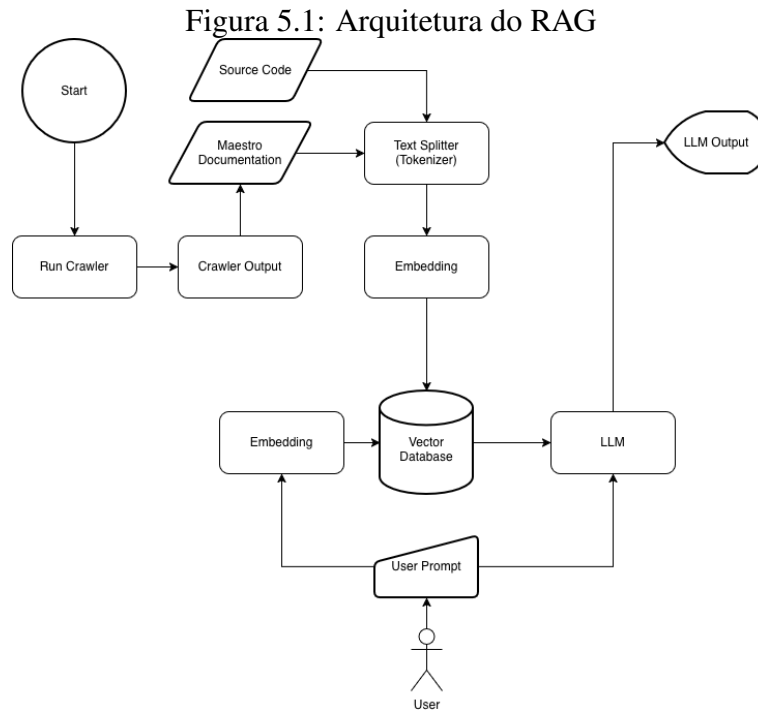 Figura 5.1: Arquitetura do RAG
Source Code
Start
Maestro
Documentation
Text Splitter
(Tokenizer)
LLM Output
Run Crawler
Crawler Output
Embedding
Embedding
Vector
Database
LLM
User Prompt
User